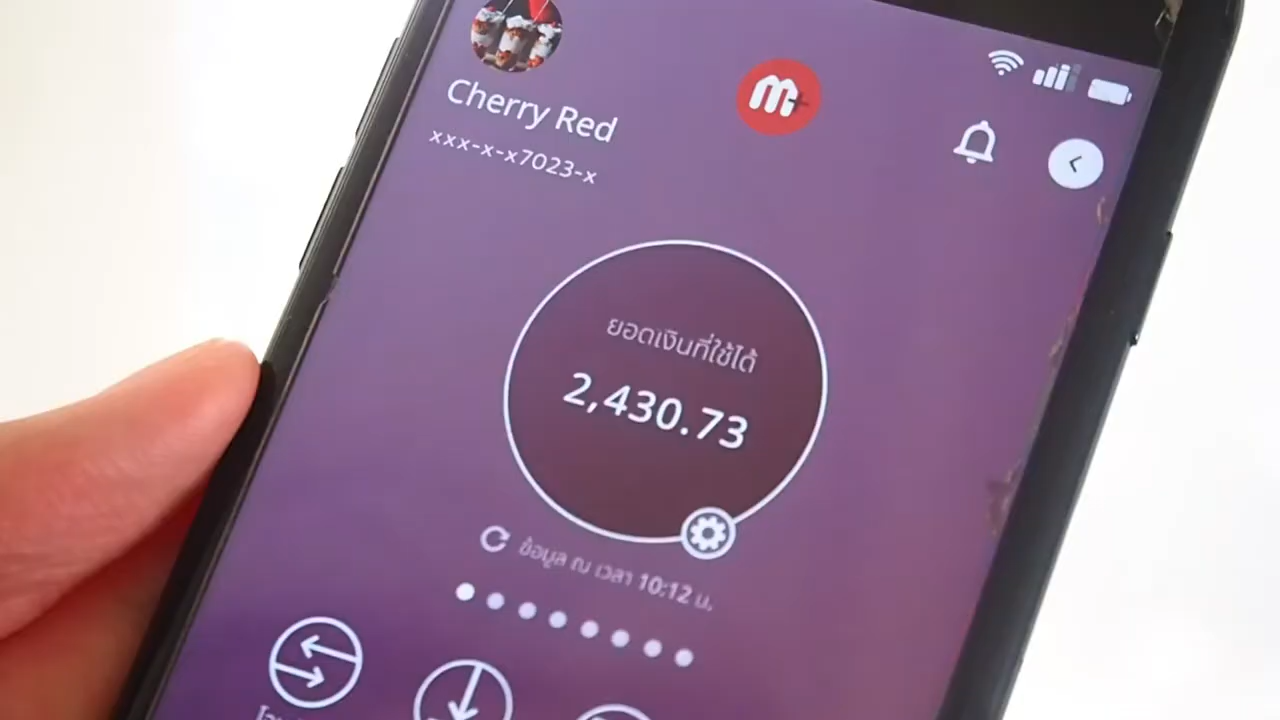 Cherry Red
xxx-x-x7023-x
m+
ยอดเงินที่ใช้ได้
2,430.73
ข้อมูล ณ เวลา 10:12 น.